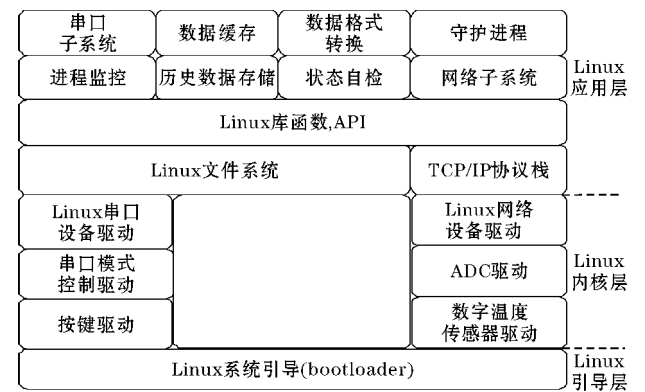 串口
子系统
数据缓存
数据格式
转换
守护进程
进程监控
历史数据存储
状态自检
网络子系统
Linux
应用层
Linux库函数,API
Linux文件系统
TCP/IP协议栈
Linux串口
设备驱动
Linux网络
设备驱动
串口模式
控制驱动
ADC驱动
Linux
内核层
按键驱动
数字温度
传感器驱动
Linux系统引导(bootloader)
Linux
引导层